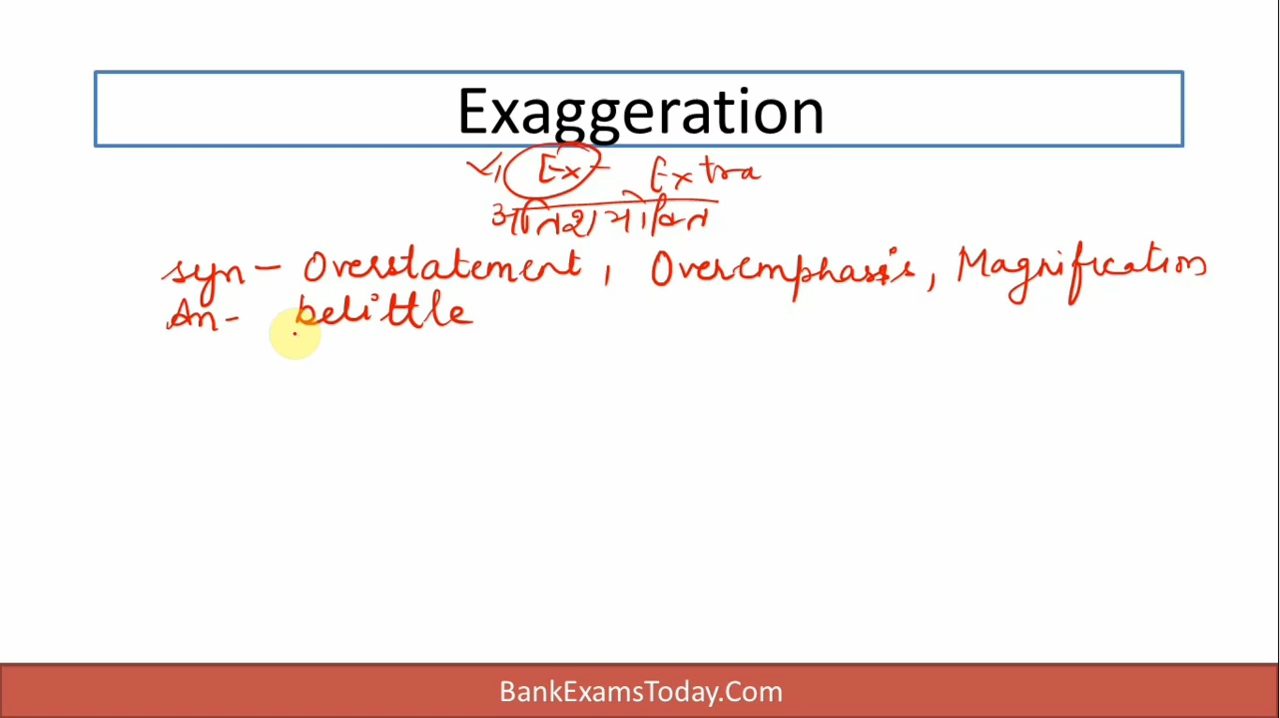 Exaggeration
Ex - Extra
अतिशयोक्ति
syn - Overstatement, Overemphasis, Magnification
An - belittle
BankExamsToday.Com